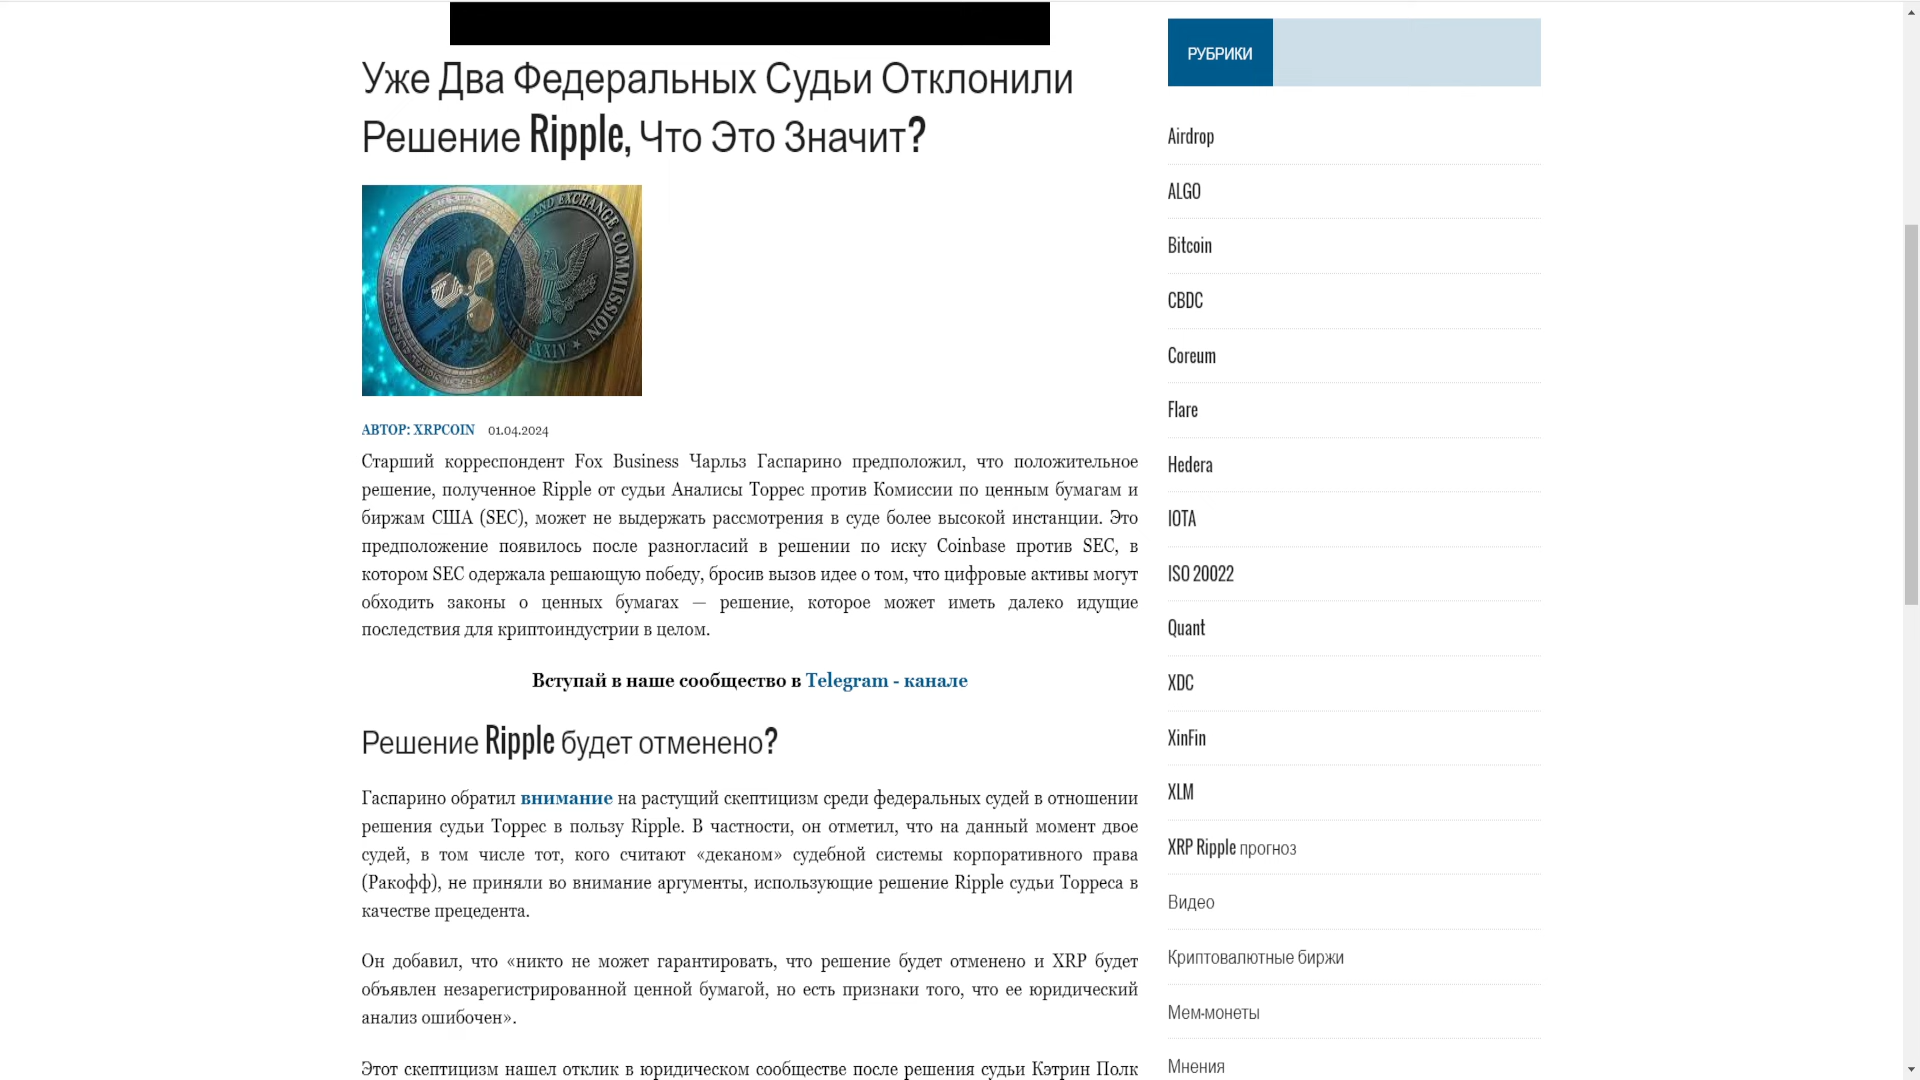 Уже Два Федеральных Судьи Отклонили
Решение Ripple, Что Это Значит?
AND EXCHANGE COMMISSION
MCMXXXIV
АВТОР: XRPCOIN 01.04.2024
Старший корреспондент Fox Business Чарльз Гаспарино предположил, что положительное
решение, полученное Ripple от судьи Аналисы Торрес против Комиссии по ценным бумагам и
биржам США (SEC), может не выдержать рассмотрения в суде более высокой инстанции. Это
предположение появилось после разногласий в решении по иску Coinbase против SEC, в
котором SEC одержала решающую победу, бросив вызов идее о том, что цифровые активы могут
обходить законы о ценных бумагах — решение, которое может иметь далеко идущие
последствия для криптоиндустрии в целом.
Вступай в наше сообщество в Telegram - канале
Решение Ripple будет отменено?
Гаспарино обратил внимание на растущий скептицизм среди федеральных судей в отношении
решения судьи Торрес в пользу Ripple. В частности, он отметил, что на данный момент двое
судей, в том числе тот, кого считают «деканом» судебной системы корпоративного права
(Ракофф), не приняли во внимание аргументы, использующие решение Ripple судьи Торреса в
качестве прецедента.
Он добавил, что «никто не может гарантировать, что решение будет отменено и XRP будет
объявлен незарегистрированной ценной бумагой, но есть признаки того, что ее юридический
анализ ошибочен».
Этот скептицизм нашел отклик в юридическом сообществе после решения судьи Кэтрин Полк
РУБРИКИ
Airdrop
ALGO
Bitcoin
CBDC
Coreum
Flare
Hedera
IOTA
ISO 20022
Quant
XDC
XinFin
XLM
XRP Ripple прогноз
Видео
Криптовалютные биржи
Мем-монеты
Мнения